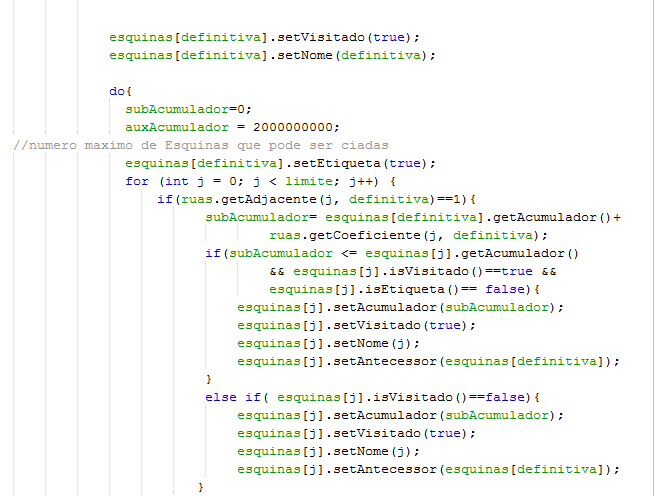 esquinas[definitiva].setVisitado(true);
esquinas[definitiva].setNome(definitiva);
do{
subAcumulador=0;
auxAcumulador = 2000000000;
//numero maximo de Esquinas que pode ser ciadas
esquinas[definitiva].setEtiqueta(true);
for (int j = 0; j < limite; j++) {
if(ruas.getAdjacente(j, definitiva)==1){
subAcumulador= esquinas[definitiva].getAcumulador()+
ruas.getCoeficiente(j, definitiva);
if(subAcumulador <= esquinas[j].getAcumulador()
&& esquinas[j].isVisitado()==true &&
esquinas[j].isEtiqueta()== false){
esquinas[j].setAcumulador(subAcumulador);
esquinas[j].setVisitado(true);
esquinas[j].setNome(j);
esquinas[j].setAntecessor(esquinas[definitiva]);
}
else if( esquinas[j].isVisitado()==false){
esquinas[j].setAcumulador(subAcumulador);
esquinas[j].setVisitado(true);
esquinas[j].setNome(j);
esquinas[j].setAntecessor(esquinas[definitiva]);
}